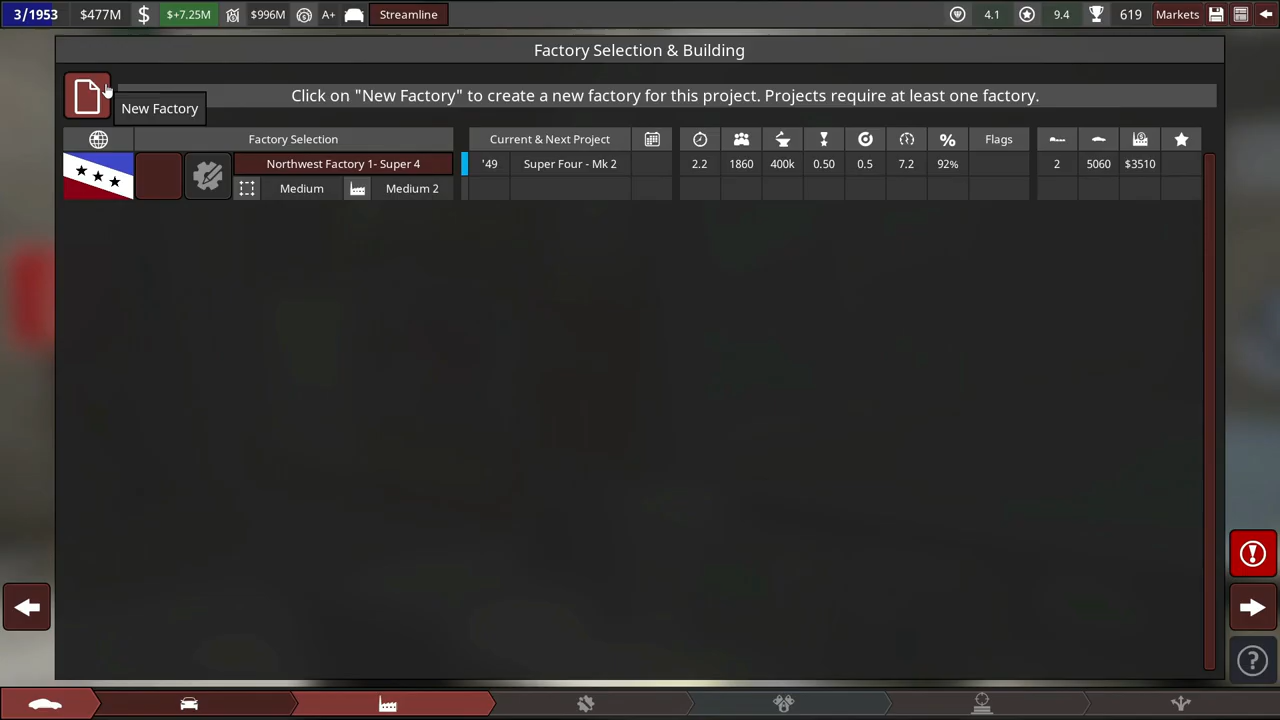 3/1953 $477M $ $+7.25M $996M A+ Streamline 4.1 9.4 619 Markets
Factory Selection & Building
Click on "New Factory" to create a new factory for this project. Projects require at least one factory.
New Factory
Factory Selection Current & Next Project % Flags
Northwest Factory 1- Super 4 '49 Super Four - Mk 2 2.2 1860 400k 0.50 0.5 7.2 92% 2 5060 $3510
Medium Medium 2